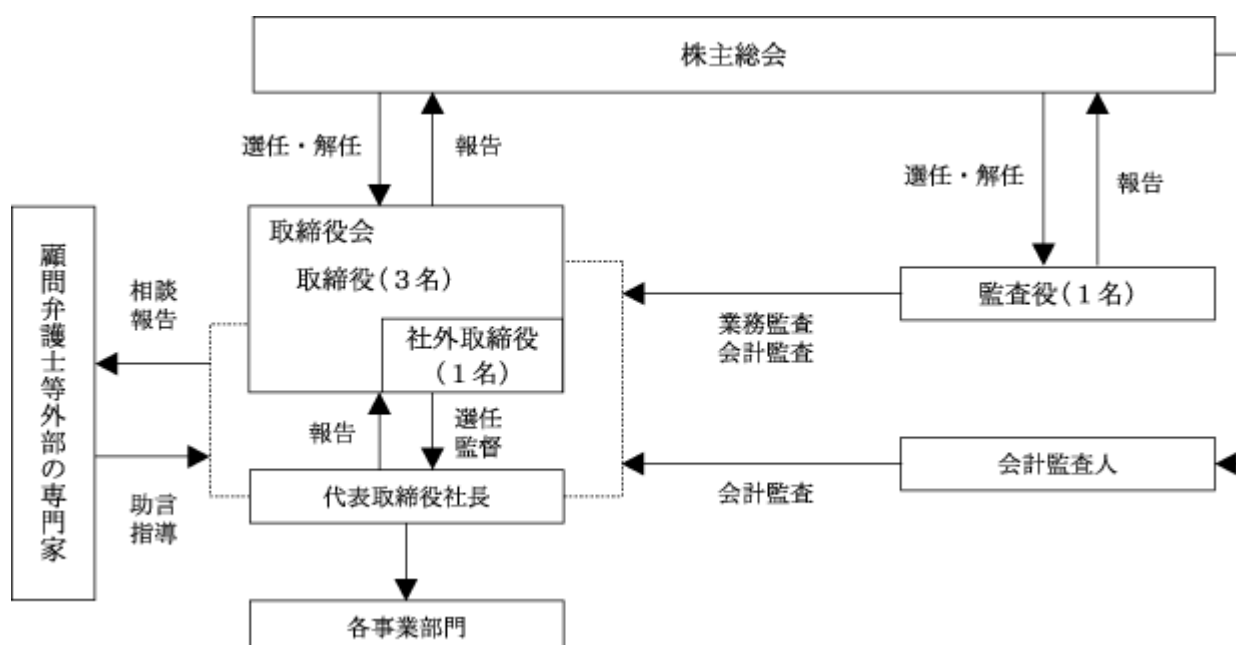 株主総会
選任・解任
報告
選任・解任
報告
取締役会
取締役(3名)
社外取締役
(1名)
監査役(1名)
業務監査
会計監査
顧問弁護士等外部の専門家
相談
報告
助言
指導
報告
選任
監督
代表取締役社長
会計監査人
会計監査
各事業部門